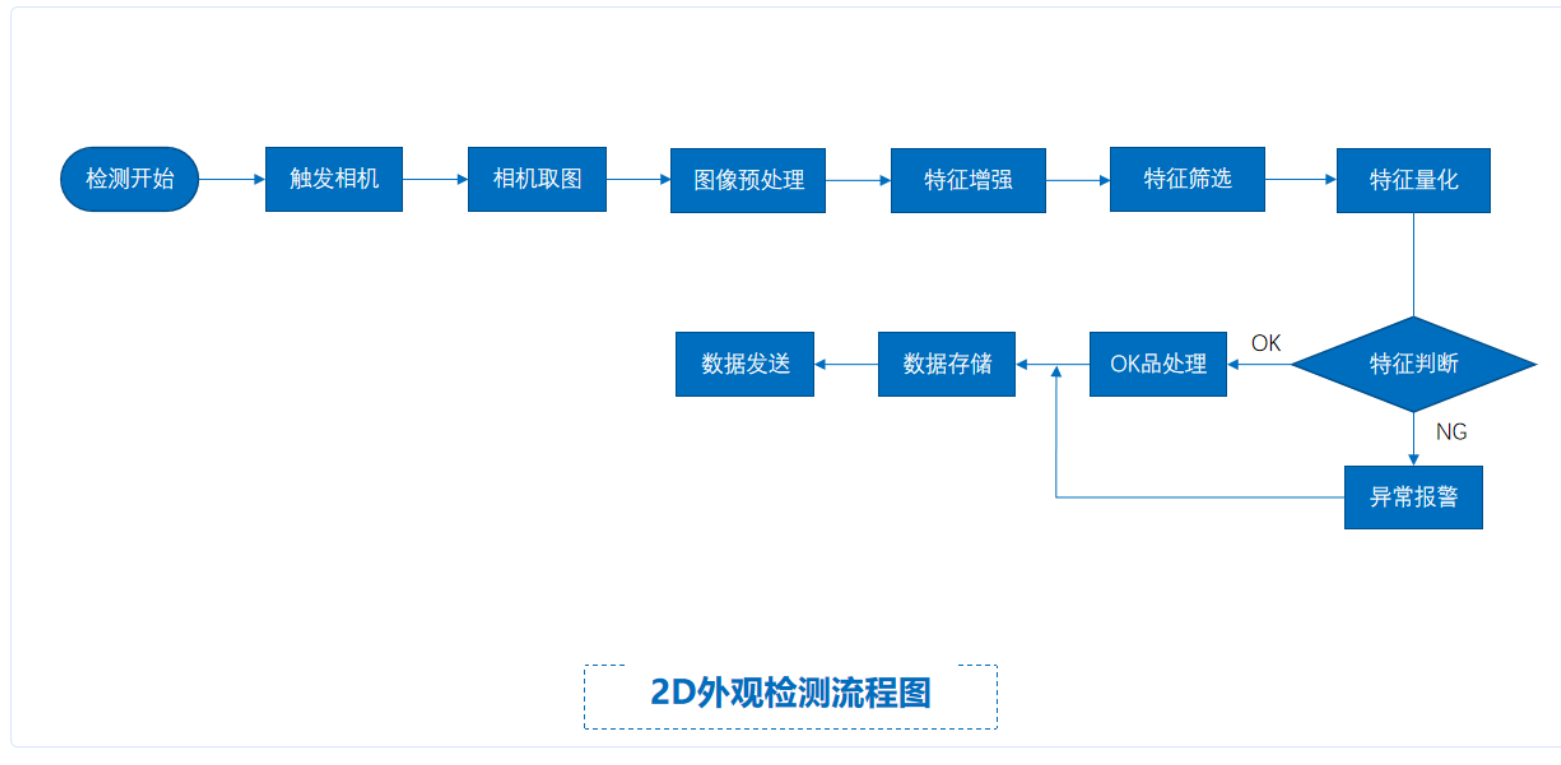 检测开始
触发相机
相机取图
图像预处理
特征增强
特征筛选
特征量化
数据发送
数据存储
OK品处理
OK
特征判断
NG
异常报警
2D外观检测流程图